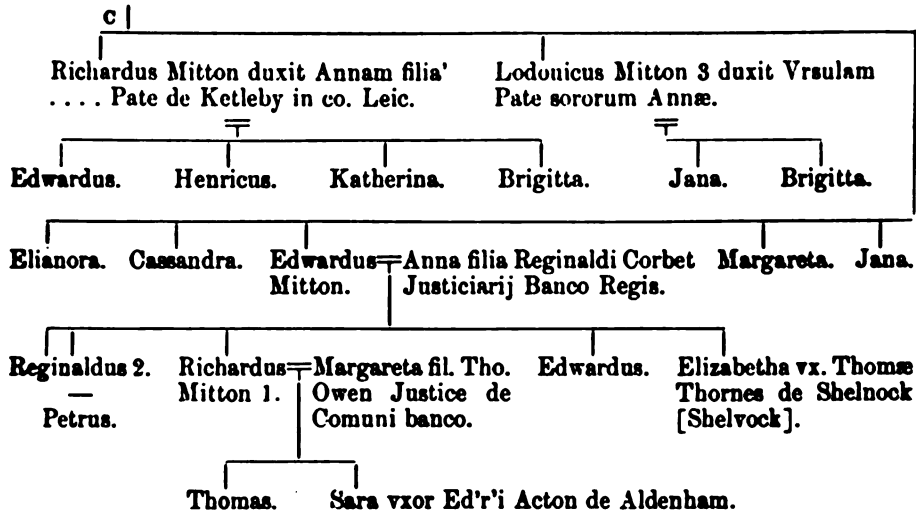 c
Richardus Mitton duxit Annam filia'
.... Pate de Ketleby in co. Leic.
Lodouicus Mitton 3 duxit Vrsulam
Pate sororum Annæ.
Edwardus. Henricus. Katherina. Brigitta. Jana. Brigitta.
Elianora. Cassandra. Edwardus Mitton. Anna filia Reginaldi Corbet
Justiciarij Banco Regis. Margareta. Jana.
Reginaldus 2.
—
Petrus.
Richardus
Mitton 1.
Margareta fil. Tho.
Owen Justice de
Comuni banco.
Edwardus.
Elizabetha vx. Thomæ
Thornes de Shelnock
[Shelvock].
Thomas. Sara vxor Ed'r'i Acton de Aldenham.